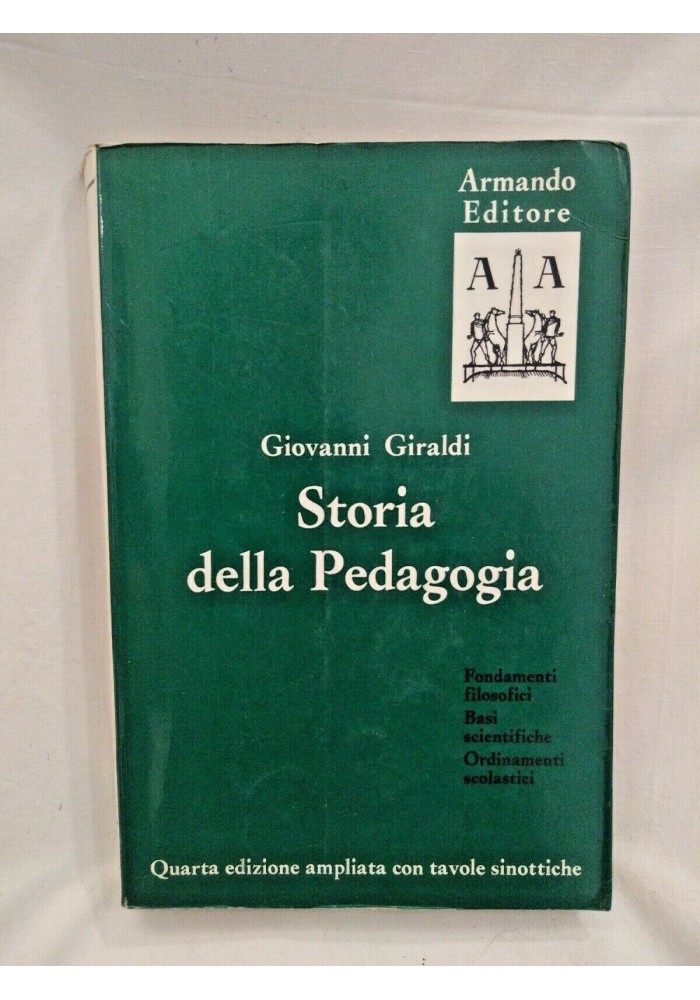 Armando
Editore
A A
Giovanni Giraldi
Storia
della Pedagogia
Fondamenti
filosofici
Basi
scientifiche
Ordinamenti
scolastici
Quarta edizione ampliata con tavole sinottiche